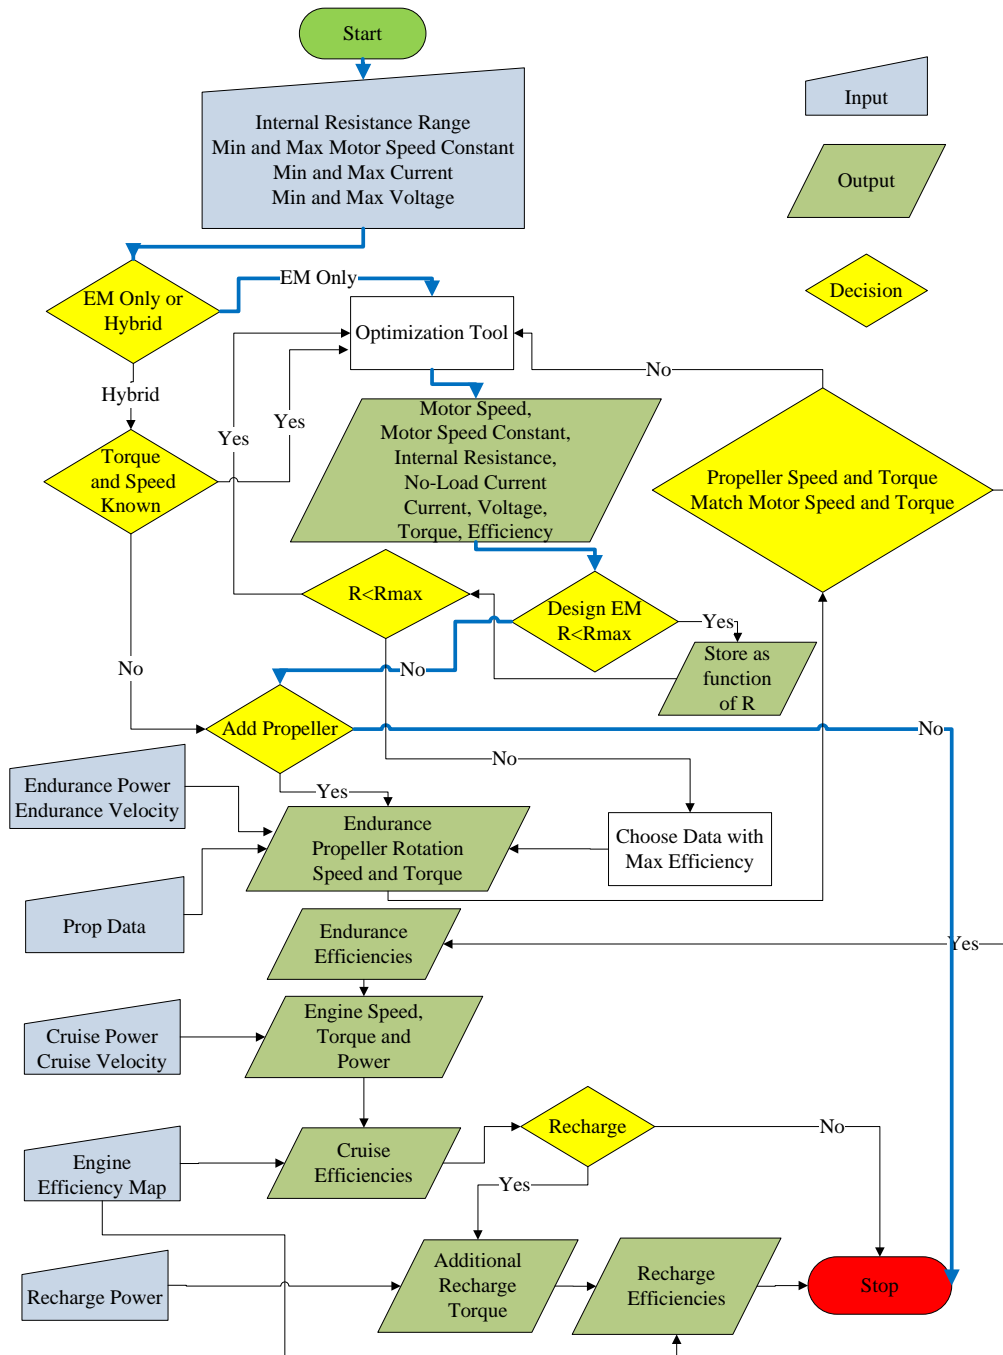 Start
Internal Resistance Range
Min and Max Motor Speed Constant
Min and Max Current
Min and Max Voltage
Input
Output
Decision
EM Only or
Hybrid
EM Only
Optimization Tool
No
Hybrid
Yes
Yes
Torque
and Speed
Known
Motor Speed,
Motor Speed Constant,
Internal Resistance,
No-Load Current
Current, Voltage,
Torque, Efficiency
Propeller Speed and Torque
Match Motor Speed and Torque
R<Rmax
Design EM
R<Rmax
Yes
Store as
function
of R
No
No
Add Propeller
No
No
Endurance Power
Endurance Velocity
Yes
Endurance
Propeller Rotation
Speed and Torque
Choose Data with
Max Efficiency
Prop Data
Endurance
Efficiencies
Yes
Engine Speed,
Torque and
Power
Cruise Power
Cruise Velocity
Recharge
No
Cruise
Efficiencies
Engine
Efficiency Map
Yes
Additional
Recharge
Torque
Recharge
Efficiencies
Stop
Recharge Power